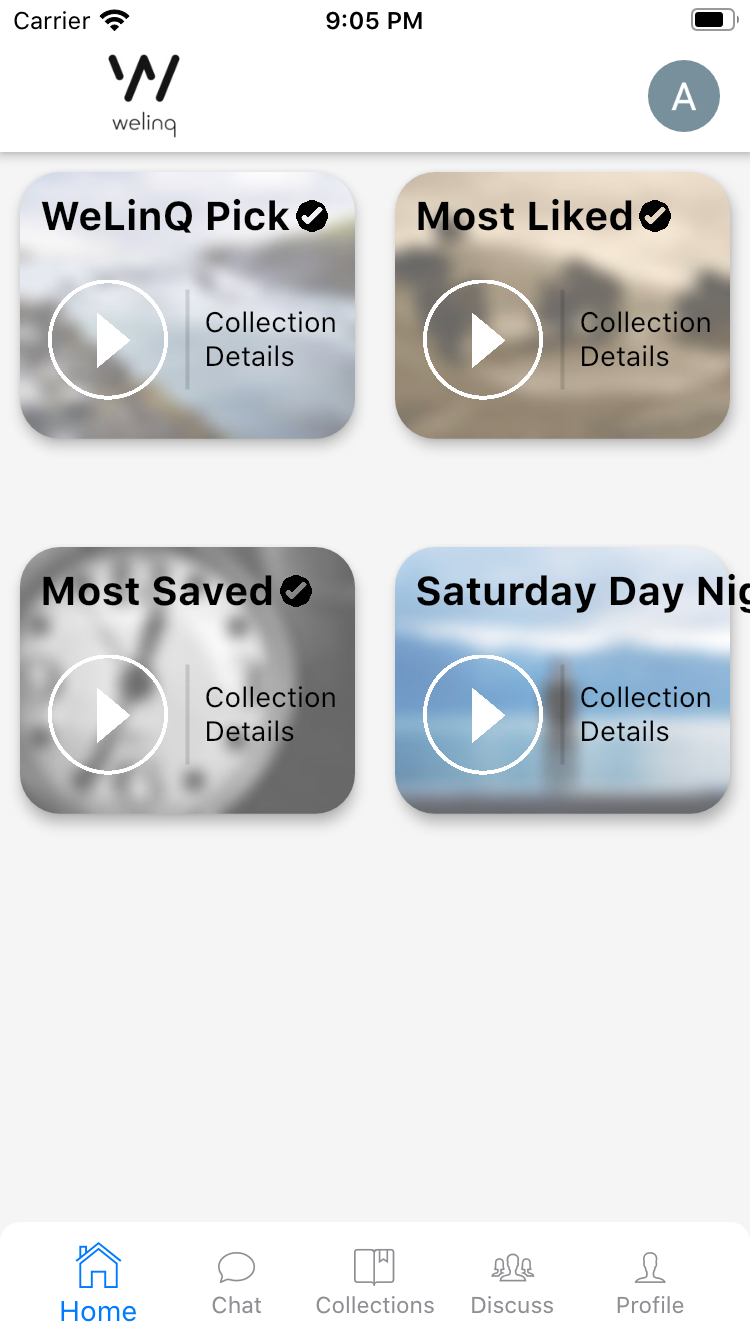 Carrier 9:05 PM
welinq
A
WeLinQ Pick
Most Liked
Collection
Details
Collection
Details
Most Saved
Saturday Day Nig
Collection
Details
Collection
Details
Home
Chat
Collections
Discuss
Profile